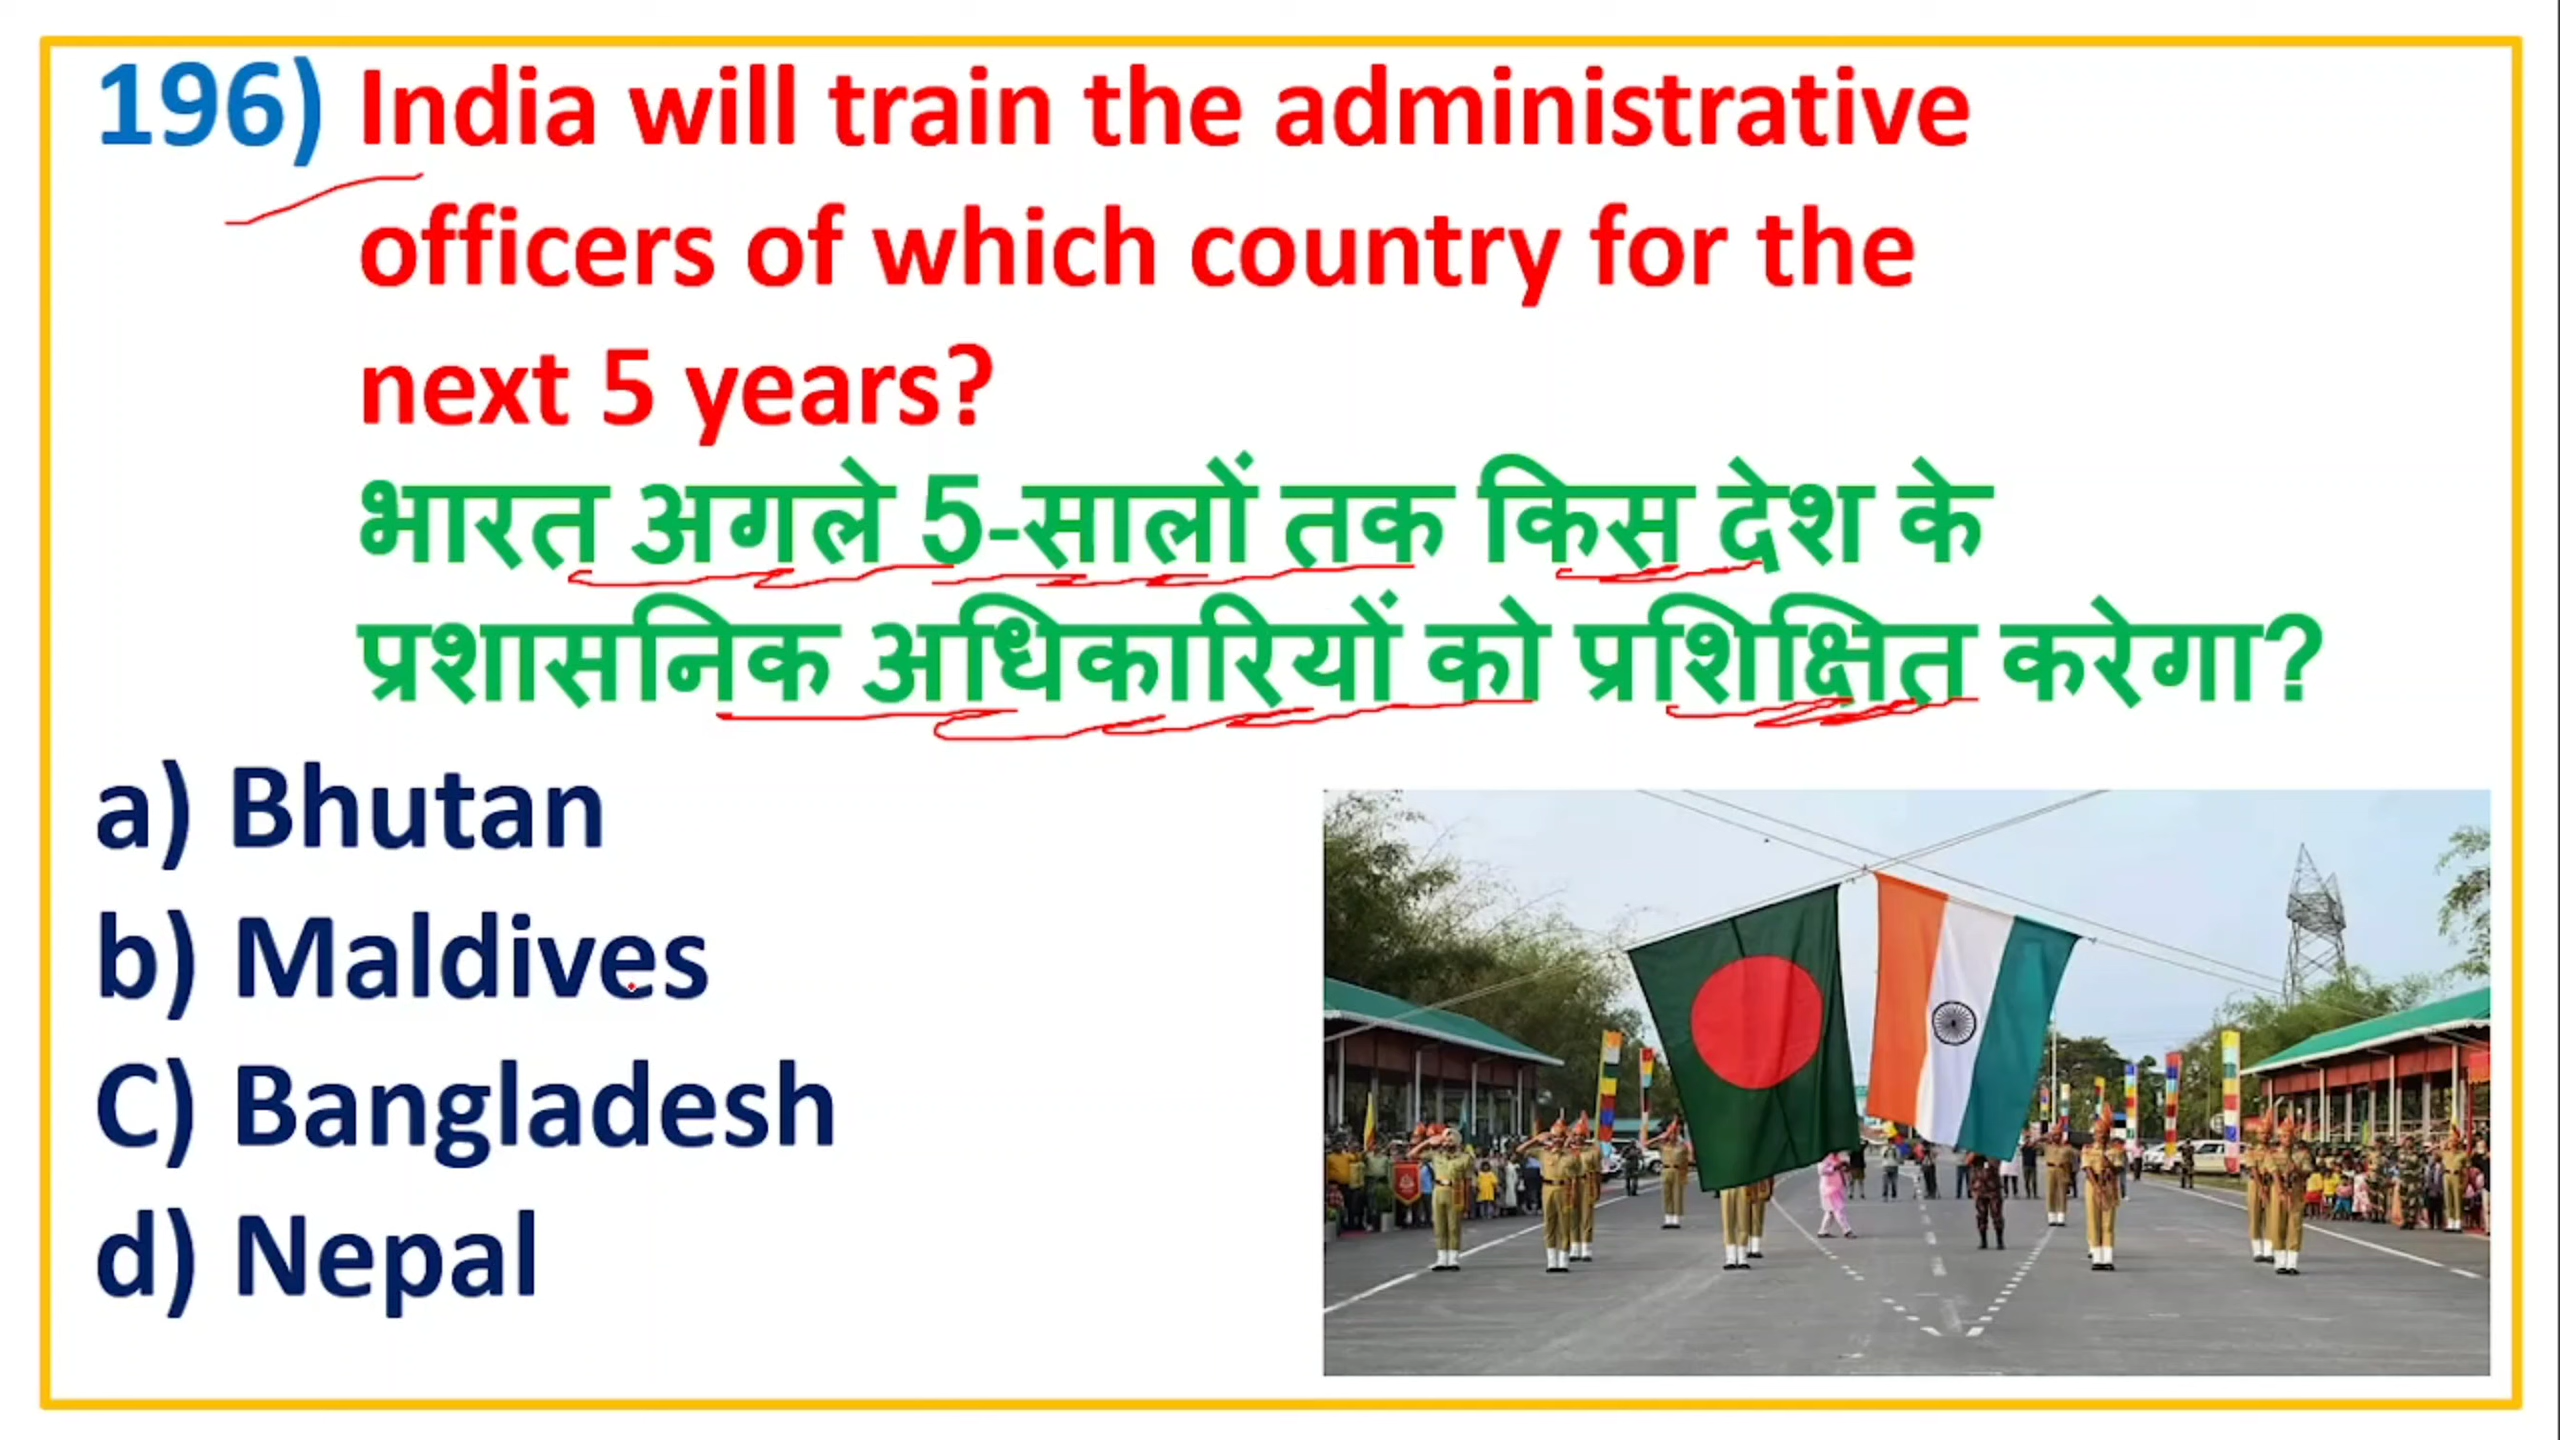 196) India will train the administrative
officers of which country for the
next 5 years?
भारत अगले 5-सालों तक किस देश के
प्रशासनिक अधिकारियों को प्रशिक्षित करेगा?
a) Bhutan
b) Maldives
C) Bangladesh
d) Nepal